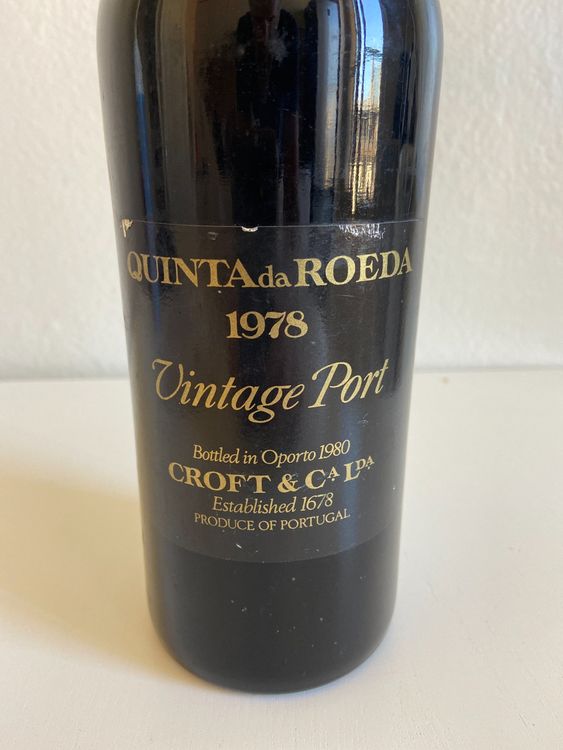 QUINTA da ROEDA
1978
Vintage Port
Bottled in Oporto 1980
CROFT & CA LDA
Established 1678
PRODUCE OF PORTUGAL